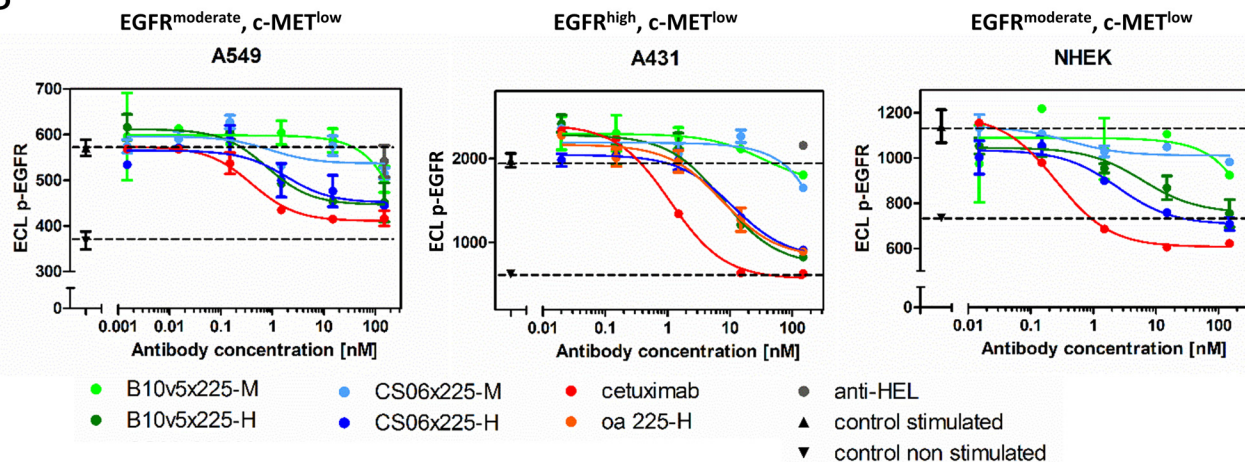 EGFRmoderate, c-METlow
A549
ECL p-EGFR
700
600
500
400
300
0
0.001 0.01 0.1 1 10 100
Antibody concentration [nM]
EGFRhigh, c-METlow
A431
ECL p-EGFR
2000
1000
0.01 0.1 1 10 100
Antibody concentration [nM]
EGFRmoderate, c-METlow
NHEK
ECL p-EGFR
1200
1000
800
600
0
0.01 0.1 1 10 100
Antibody concentration [nM]
B10v5x225-M
B10v5x225-H
CS06x225-M
CS06x225-H
cetuximab
oa 225-H
anti-HEL
control stimulated
control non stimulated